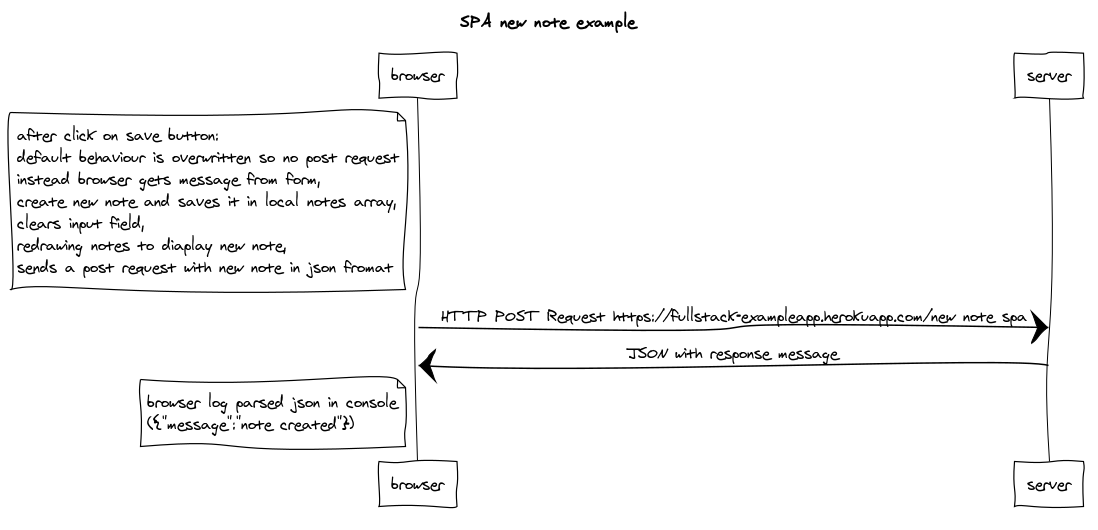 SPA new note example
browser
server
after click on save button:
default behaviour is overwritten so no post request
instead browser gets message from form,
create new note and saves it in local notes array,
clears input field,
redrawing notes to diaplay new note,
sends a post request with new note in json fromat
HTTP POST Request https://fullstack-exampleapp.herokuapp.com/new note spa
JSON with response message
browser log parsed json in console
({"message":"note created"})
browser
server